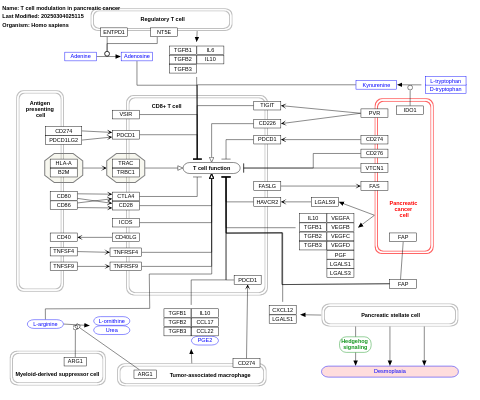 Name: T cell modulation in pancreatic cancer
Last Modified: 20250304025115
Organism: Homo sapiens
Regulatory T cell
ENTPD1
NT5E
Adenine
Adenosine
TGFB1 IL6
TGFB2 IL10
TGFB3
Kynurenine
L-tryptophan
D-tryptophan
IDO1
Antigen
presenting
cell
CD8+ T cell
VSIR
TIGIT
PVR
CD226
CD274
PDCD1LG2
PDCD1
PDCD1
CD274
CD276
VTCN1
HLA-A
B2M
TRAC
TRBC1
T cell function
FASLG
FAS
CD80
CD86
CTLA4
CD28
HAVCR2
LGALS9
Pancreatic
cancer
cell
ICOS
IL10 VEGFA
TGFB1 VEGFB
TGFB2 VEGFC
TGFB3 VEGFD
PGF
LGALS1
LGALS3
CD40
CD40LG
FAP
TNFSF4
TNFRSF4
TNFSF9
TNFRSF9
PDCD1
FAP
L-arginine
L-ornithine
Urea
TGFB1 IL10
TGFB2 CCL17
TGFB3 CCL22
PGE2
CXCL12
LGALS1
Pancreatic stellate cell
Hedgehog
signaling
Desmoplasia
ARG1
Myeloid-derived suppressor cell
ARG1
CD274
Tumor-associated macrophage